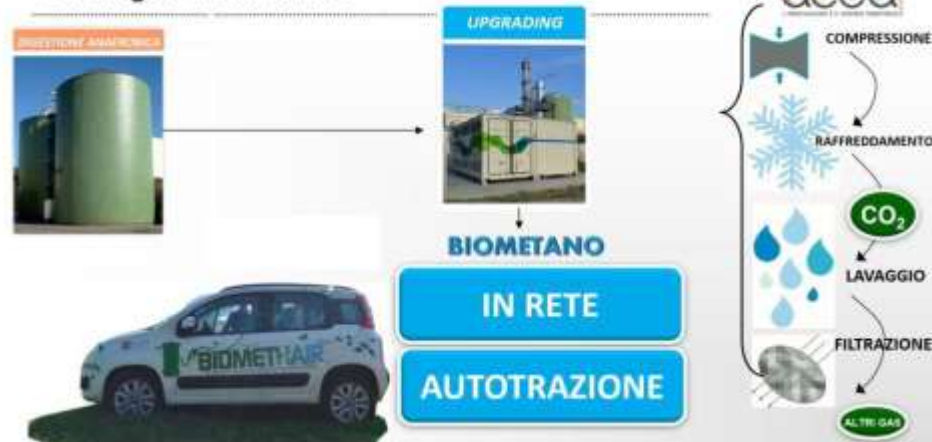 DIGESTIONE ANAEROBICA
UPGRADING
BIOMETANO
IN RETE
AUTOTRAZIONE
BIOMETHAIR
COMPRESSIONE
RAFFREDDAMENTO
CO₂
LAVAGGIO
FILTRAZIONE
ALTRI GAS